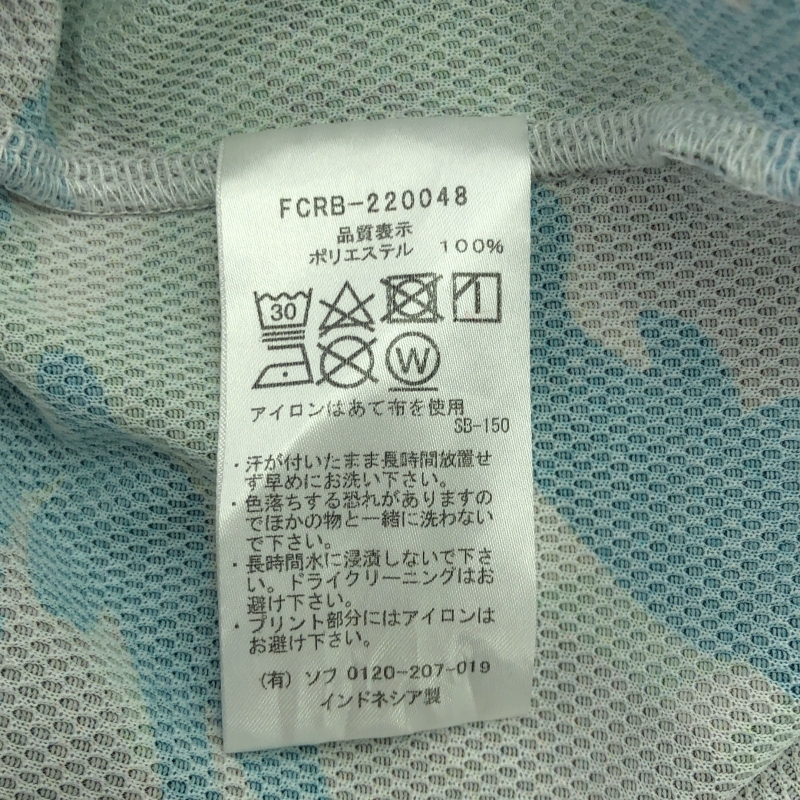 FCRB-220048
品質表示
ポリエステル 100%
30
W
アイロンはあて布を使用
SB-150
・汗が付いたまま長時間放置せ
ず早めにお洗い下さい。
・色落ちする恐れがありますの
でほかの物と一緒に洗わない
で下さい。
・長時間水に浸漬しないで下さ
い。ドライクリーニングはお
避け下さい。
・プリント部分にはアイロンは
お避け下さい。
(有) ソフ 0120-207-019
インドネシア製